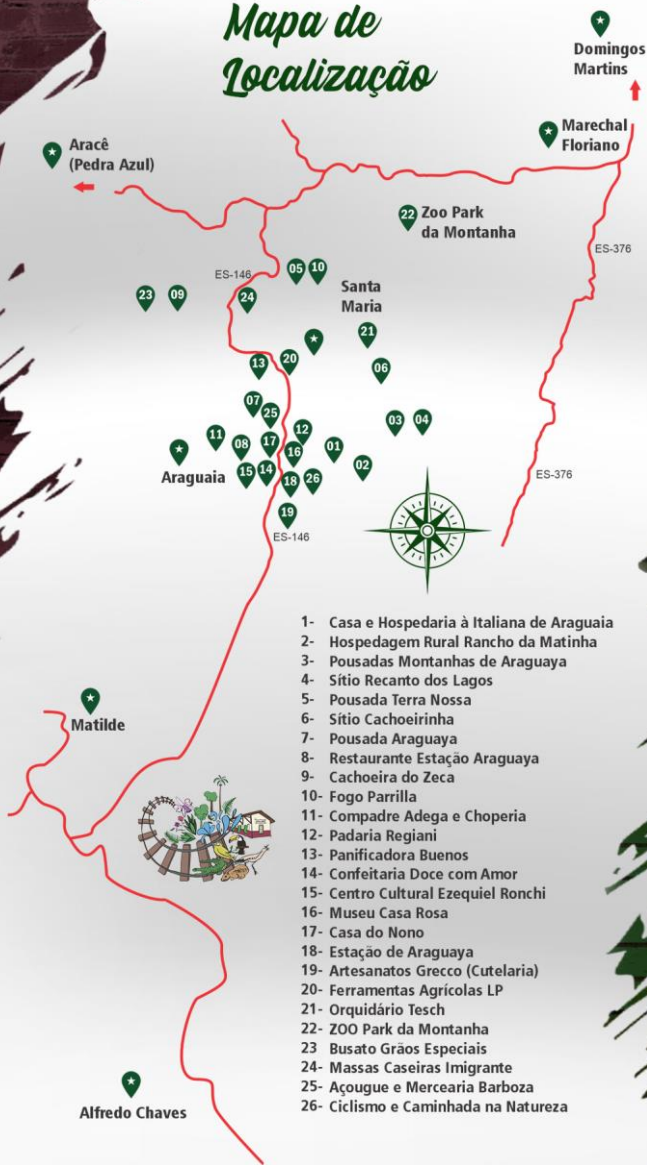 Mapa de
Localização
Domingos
Martins
Marechal
Floriano
Aracê
(Pedra Azul)
22 Zoo Park
da Montanha
ES-376
ES-146
05 10
23 09
24
Santa
Maria
21
20
13
06
07
25
03 04
12
11
08
17
16
01
Araguaia
15
14
18
26
02
19
ES-376
ES-146
1- Casa e Hospedaria à Italiana de Araguaia
2- Hospedagem Rural Rancho da Matinha
3- Pousadas Montanhas de Araguaya
4- Sítio Recanto dos Lagos
5- Pousada Terra Nossa
6- Sítio Cachoeirinha
7- Pousada Araguaya
8- Restaurante Estação Araguaya
9- Cachoeira do Zeca
10- Fogo Parrilla
11- Compadre Adega e Choperia
12- Padaria Regiani
13- Panificadora Buenos
14- Confeitaria Doce com Amor
15- Centro Cultural Ezequiel Ronchi
16- Museu Casa Rosa
17- Casa do Nono
18- Estação de Araguaya
19- Artesanatos Grecco (Cutelaria)
20- Ferramentas Agrícolas LP
21- Orquidário Tesch
22- ZOO Park da Montanha
23 Busato Grãos Especiais
24- Massas Caseiras Imigrante
25- Açougue e Mercearia Barboza
26- Ciclismo e Caminhada na Natureza
Matilde
Alfredo Chaves